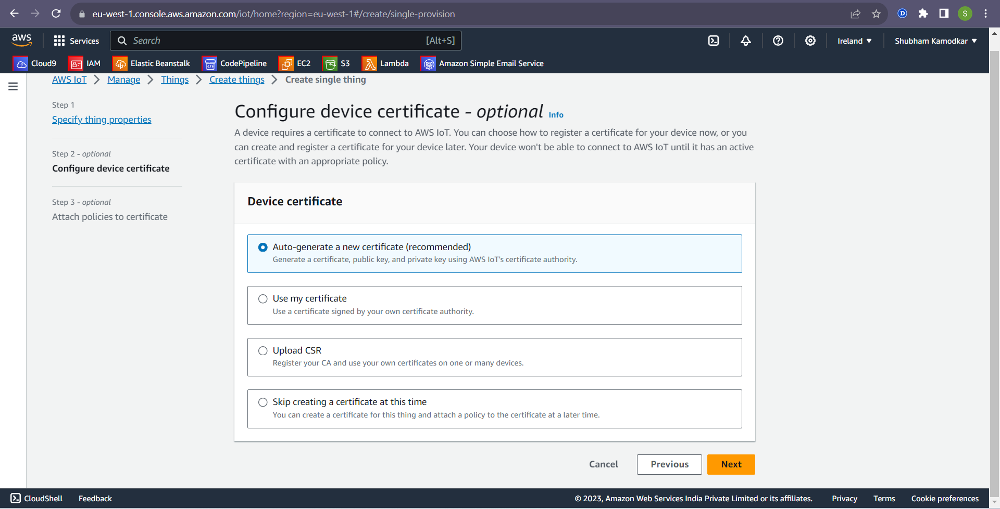 eu-west-1.console.aws.amazon.com/iot/home?region=eu-west-1#/create/single-provision
D
S
aws
Services
Search
[Alt+S]
Ireland
Shubham Kamodkar
Cloud9 IAM Elastic Beanstalk CodePipeline EC2 S3 Lambda Amazon Simple Email Service
AWS IoT Manage Things Create things Create single thing
Step 1
Specify thing properties
Step 2 - optional
Configure device certificate
Step 3 - optional
Attach policies to certificate
Configure device certificate - optional Info
A device requires a certificate to connect to AWS IoT. You can choose how to register a certificate for your device now, or you
can create and register a certificate for your device later. Your device won't be able to connect to AWS IoT until it has an active
certificate with an appropriate policy.
Device certificate
Auto-generate a new certificate (recommended)
Generate a certificate, public key, and private key using AWS IoT's certificate authority.
Use my certificate
Use a certificate signed by your own certificate authority.
Upload CSR
Register your CA and use your own certificates on one or many devices.
Skip creating a certificate at this time
You can create a certificate for this thing and attach a policy to the certificate at a later time.
Cancel Previous Next
CloudShell Feedback © 2023, Amazon Web Services India Private Limited or its affiliates. Privacy Terms Cookie preferences